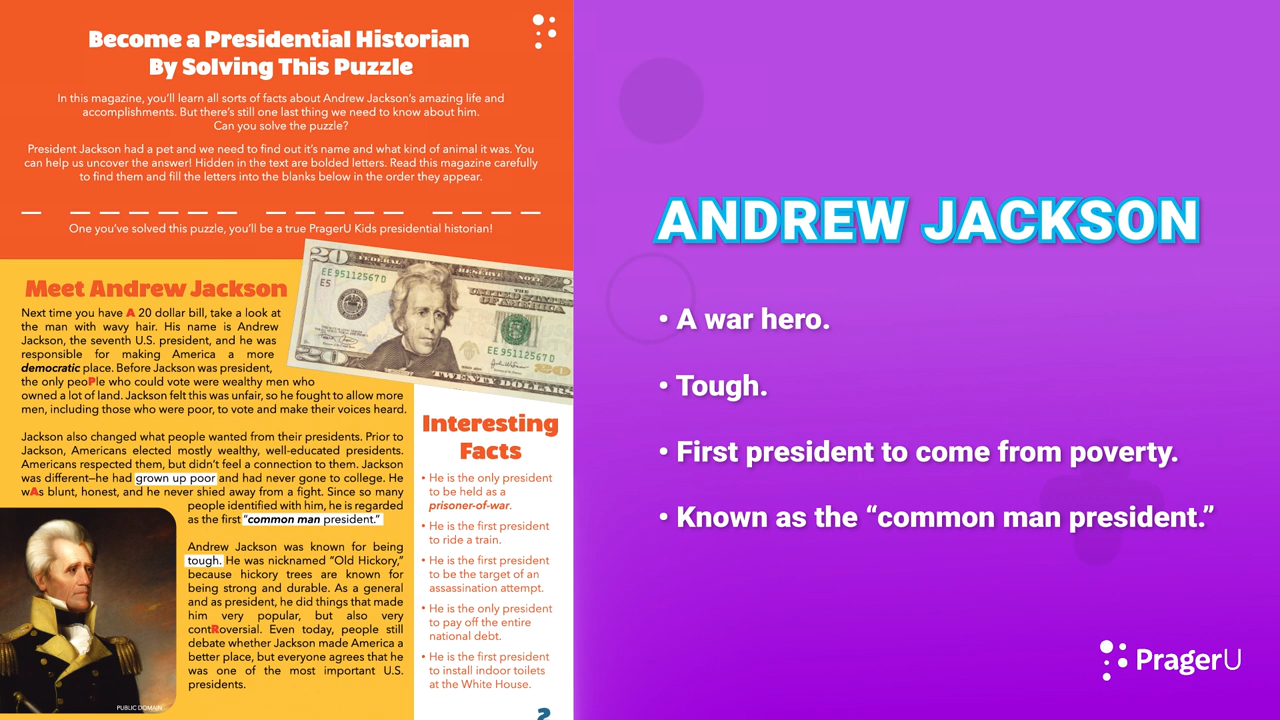 Become a Presidential Historian
By Solving This Puzzle
In this magazine, you'll learn all sorts of facts about Andrew Jackson's amazing life and
accomplishments. But there's still one last thing we need to know about him.
Can you solve the puzzle?
President Jackson had a pet and we need to find out it's name and what kind of animal it was. You
can help us uncover the answer! Hidden in the text are bolded letters. Read this magazine carefully
to find them and fill the letters into the blanks below in the order they appear.
One you've solved this puzzle, you'll be a true PragerU Kids presidential historian!
Meet Andrew Jackson
Next time you have A 20 dollar bill, take a look at
the man with wavy hair. His name is Andrew
Jackson, the seventh U.S. president, and he was
responsible for making America a more
democratic place. Before Jackson was president,
the only peoPle who could vote were wealthy men who
owned a lot of land. Jackson felt this was unfair, so he fought to allow more
men, including those who were poor, to vote and make their voices heard.
Jackson also changed what people wanted from their presidents. Prior to
Jackson, Americans elected mostly wealthy, well-educated presidents.
Americans respected them, but didn't feel a connection to them. Jackson
was different—he had grown up poor and had never gone to college. He
wAs blunt, honest, and he never shied away from a fight. Since so many
people identified with him, he is regarded
as the first "common man president."
Andrew Jackson was known for being
tough. He was nicknamed "Old Hickory,"
because hickory trees are known for
being strong and durable. As a general
and as president, he did things that made
him very popular, but also very
contRoversial. Even today, people still
debate whether Jackson made America a
better place, but everyone agrees that he
was one of the most important U.S.
presidents.
PUBLIC DOMAIN
20
FEDERAL RESERVE NOTE
EE 95112567 D
E5
EE 95112567 D
20
TWENTY DOLLARS
Interesting
Facts
• He is the only president
to be held as a
prisoner-of-war.
• He is the first president
to ride a train.
• He is the first president
to be the target of an
assassination attempt.
• He is the only president
to pay off the entire
national debt.
• He is the first president
to install indoor toilets
at the White House.
ANDREW JACKSON
• A war hero.
• Tough.
• First president to come from poverty.
• Known as the “common man president.”
PragerU